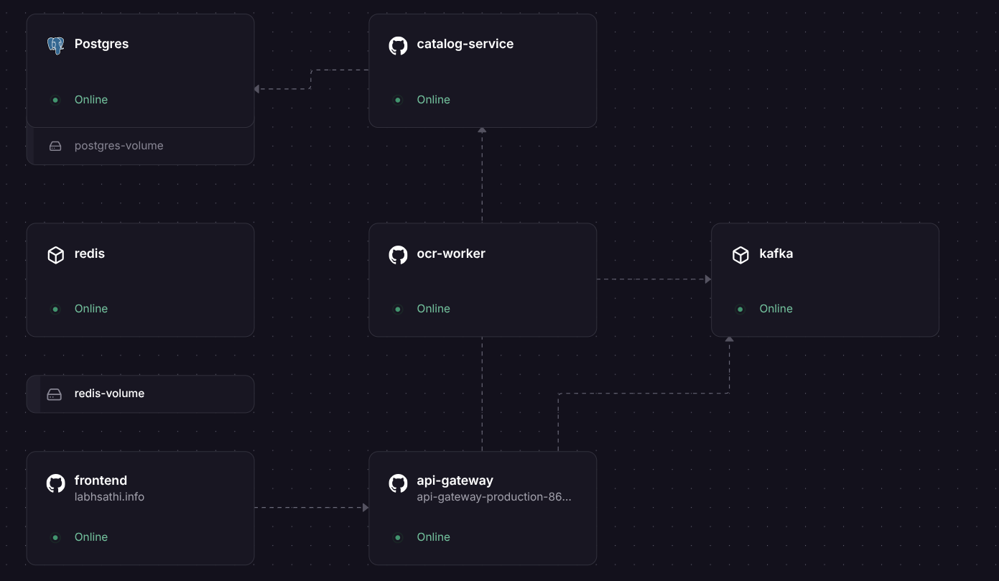 Postgres
Online
postgres-volume
catalog-service
Online
redis
Online
ocr-worker
Online
kafka
Online
redis-volume
frontend
labhsathi.info
Online
api-gateway
api-gateway-production-86...
Online